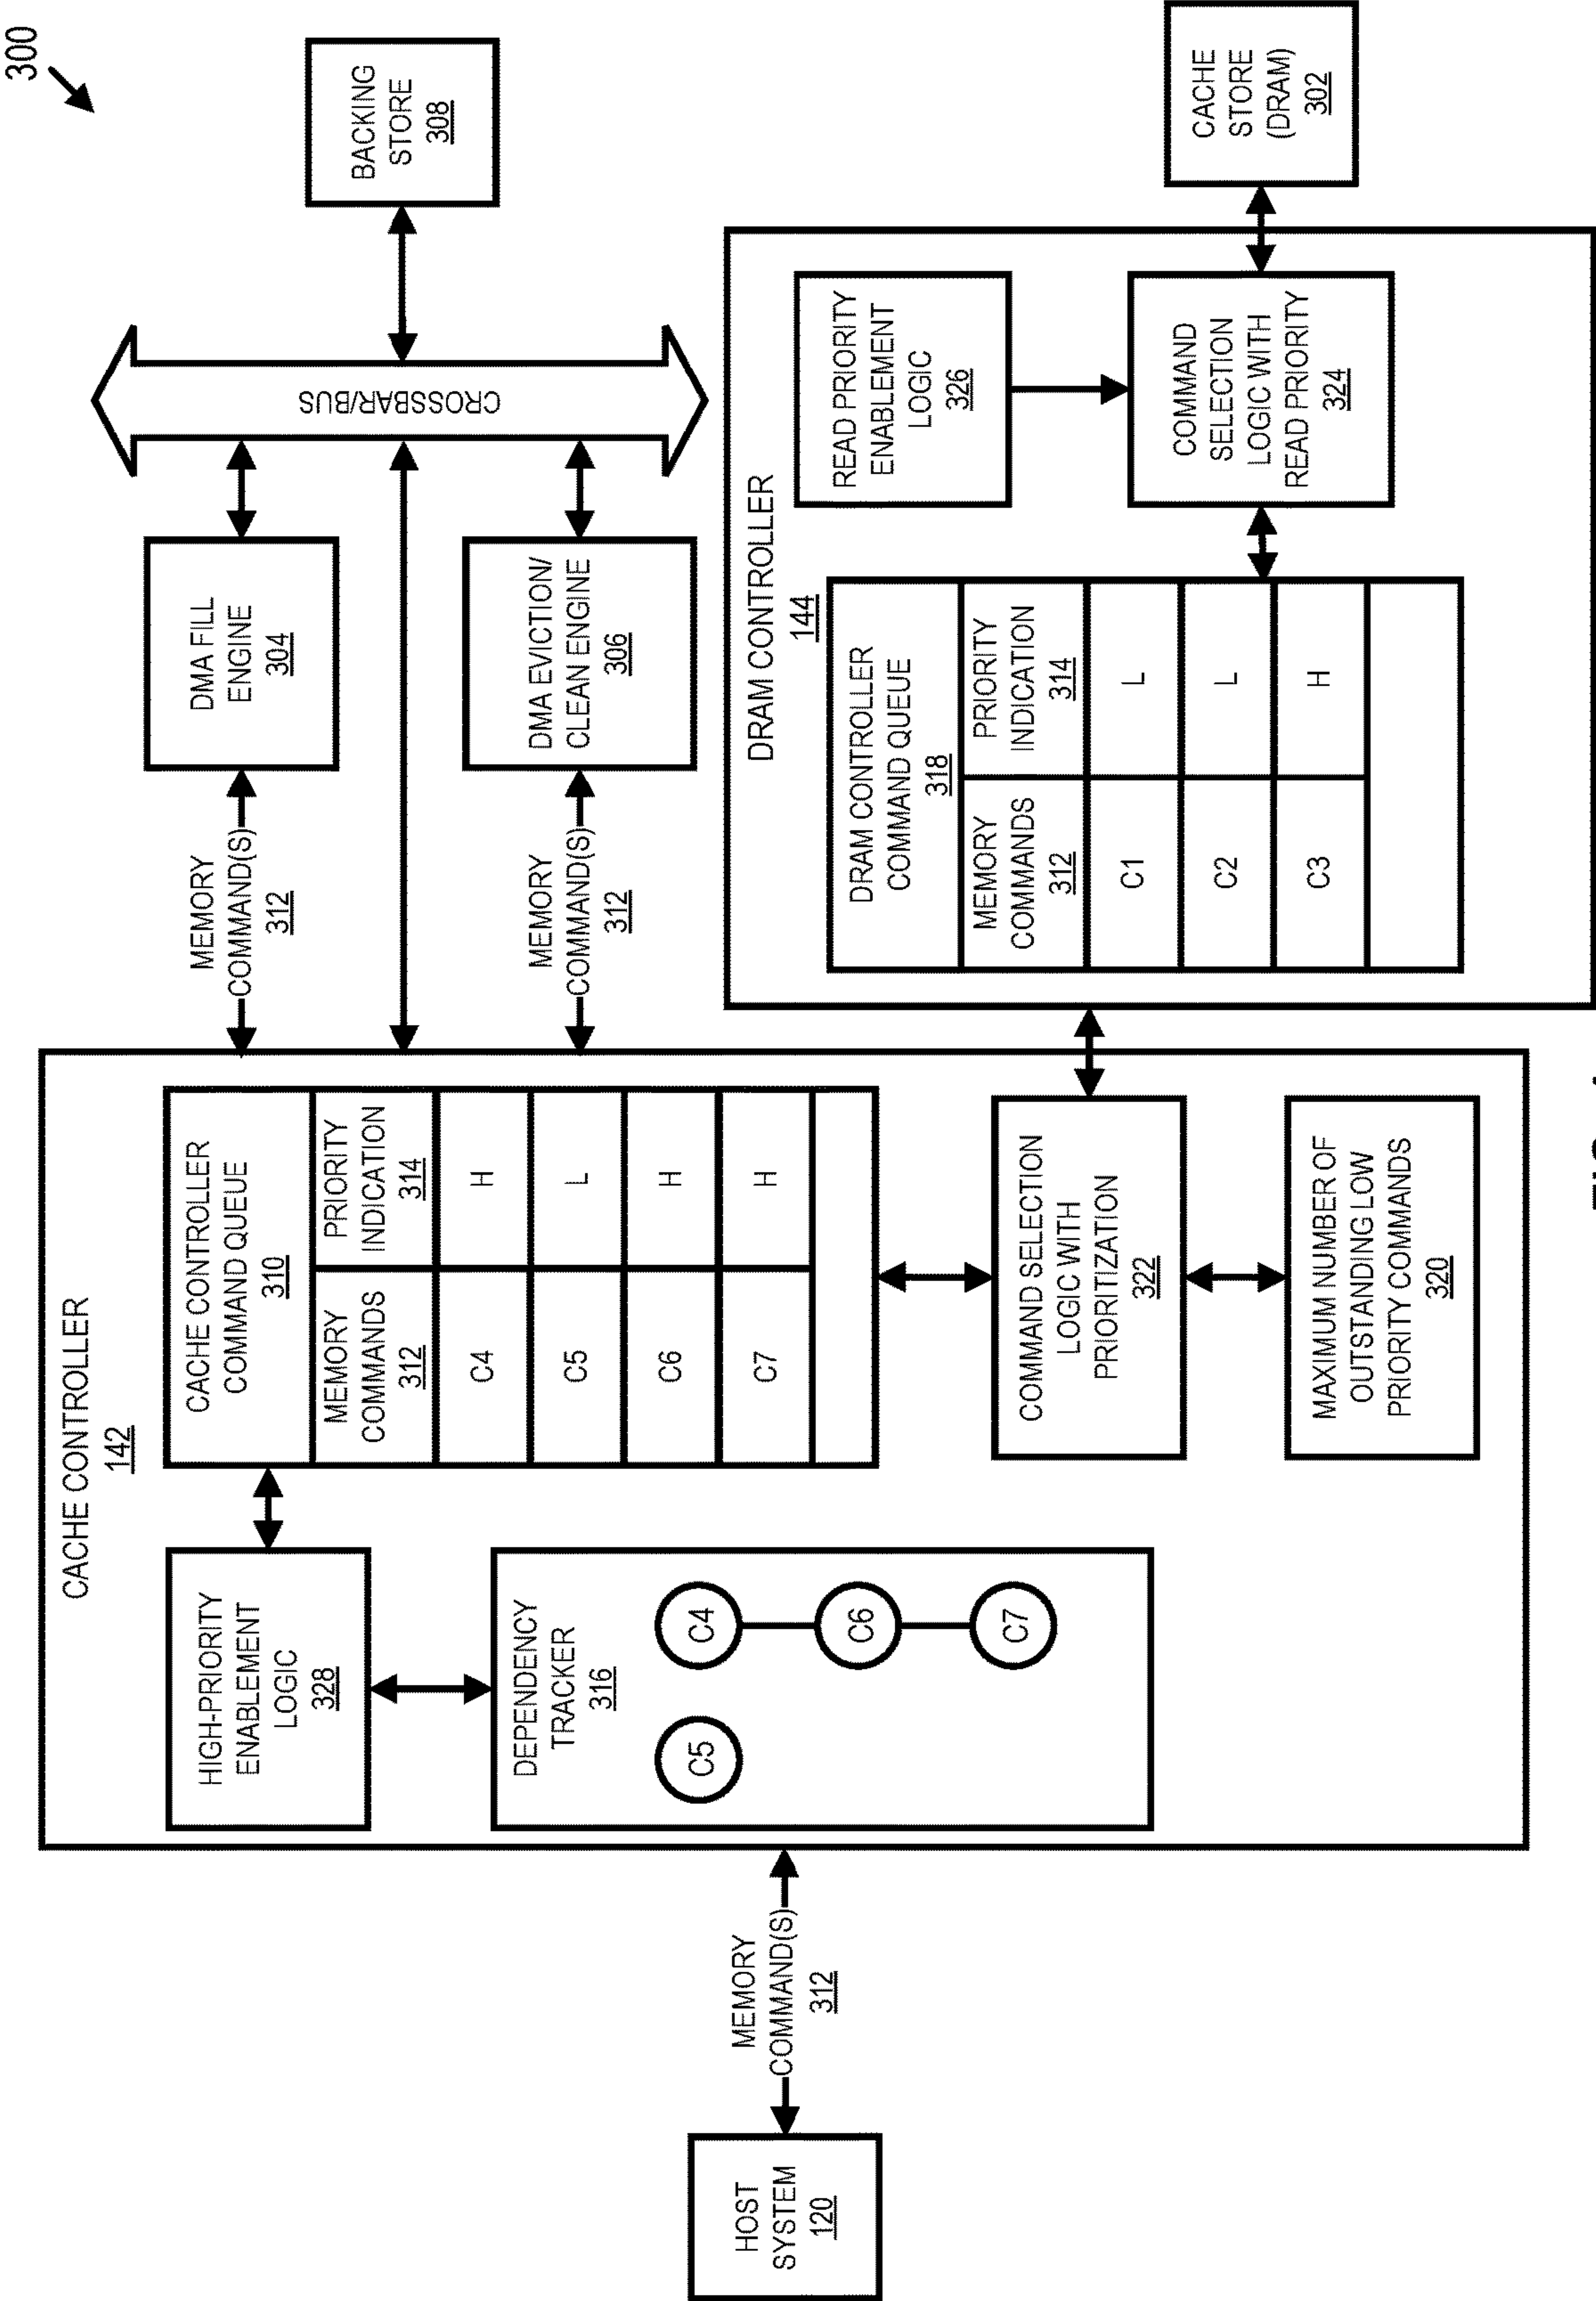 300
HOST
SYSTEM
120
MEMORY
COMMAND(S)
312
CACHE CONTROLLER
142
HIGH-PRIORITY
ENABLEMENT
LOGIC
328
DEPENDENCY
TRACKER
316
C5
C4
C6
C7
CACHE CONTROLLER
COMMAND QUEUE
310
MEMORY
COMMANDS
312
PRIORITY
INDICATION
314
C4 H
C5 L
C6 H
C7 H
COMMAND SELECTION
LOGIC WITH
PRIORITIZATION
322
MAXIMUM NUMBER OF
OUTSTANDING LOW
PRIORITY COMMANDS
320
MEMORY
COMMAND(S)
312
DMA FILL
ENGINE
304
MEMORY
COMMAND(S)
312
DMA EVICTION/
CLEAN ENGINE
306
CROSSBAR/BUS
BACKING
STORE
308
DRAM CONTROLLER
144
DRAM CONTROLLER
COMMAND QUEUE
318
MEMORY
COMMANDS
312
PRIORITY
INDICATION
314
C1 L
C2 L
C3 H
READ PRIORITY
ENABLEMENT
LOGIC
326
COMMAND
SELECTION
LOGIC WITH
READ PRIORITY
324
CACHE
STORE
(DRAM)
302